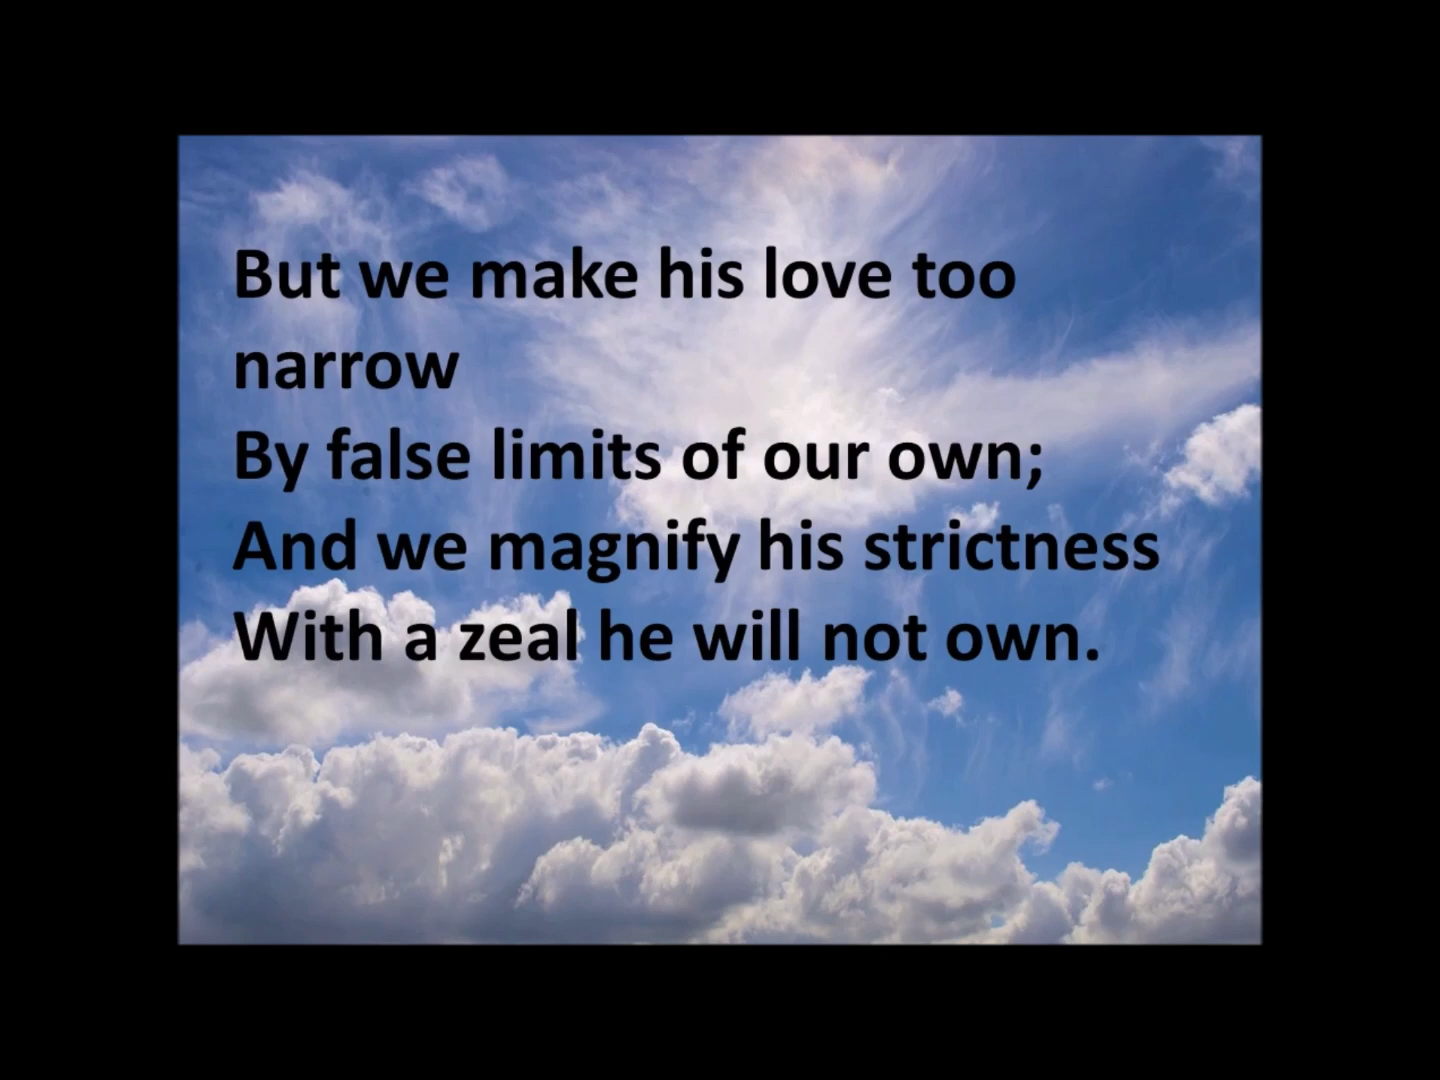 But we make his love too
narrow
By false limits of our own;
And we magnify his strictness
With a zeal he will not own.